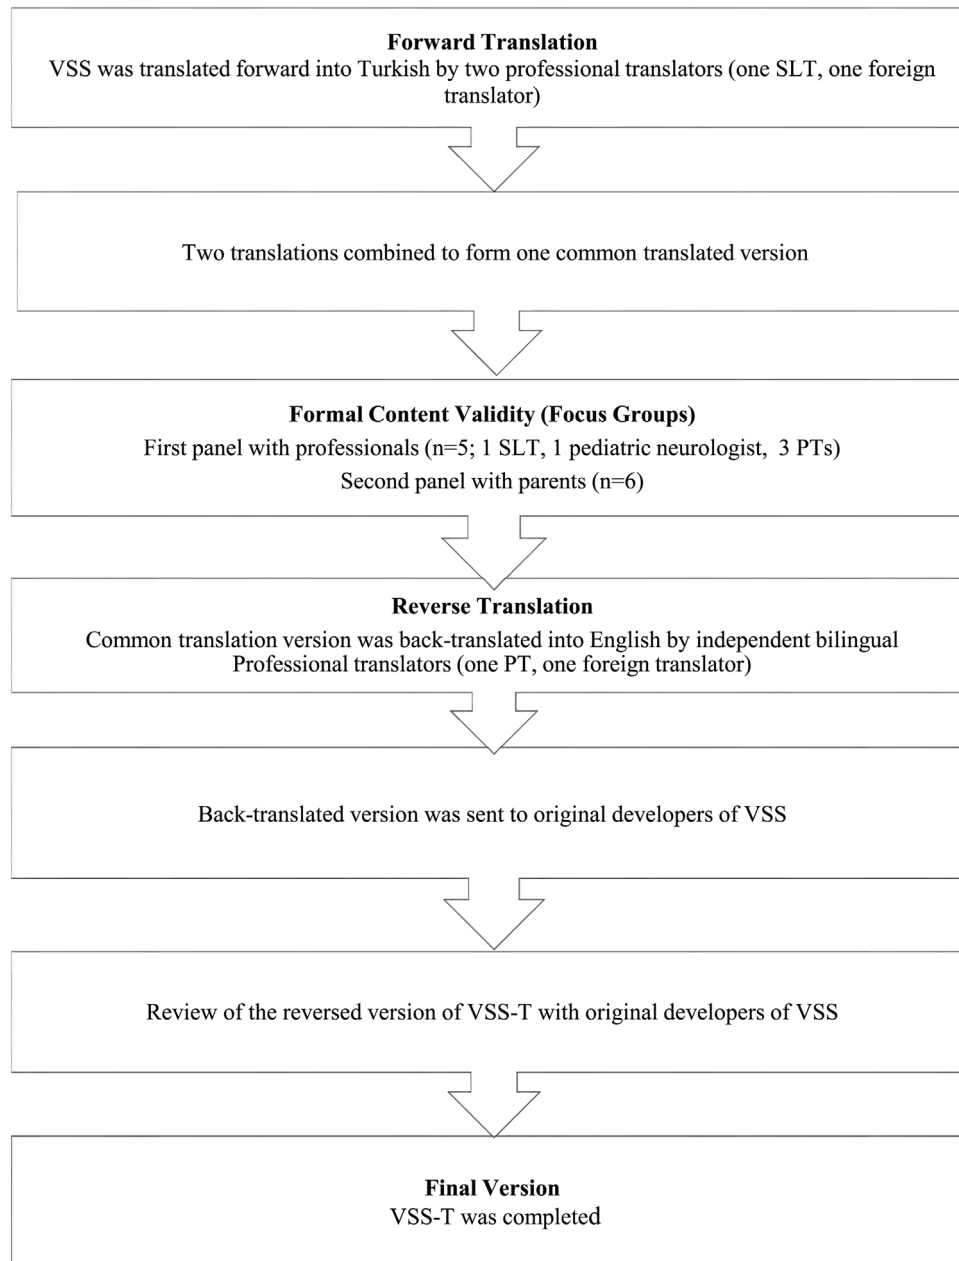 Forward Translation
VSS was translated forward into Turkish by two professional translators (one SLT, one foreign
translator)
Two translations combined to form one common translated version
Formal Content Validity (Focus Groups)
First panel with professionals (n=5; 1 SLT, 1 pediatric neurologist, 3 PTs)
Second panel with parents (n=6)
Reverse Translation
Common translation version was back-translated into English by independent bilingual
Professional translators (one PT, one foreign translator)
Back-translated version was sent to original developers of VSS
Review of the reversed version of VSS-T with original developers of VSS
Final Version
VSS-T was completed